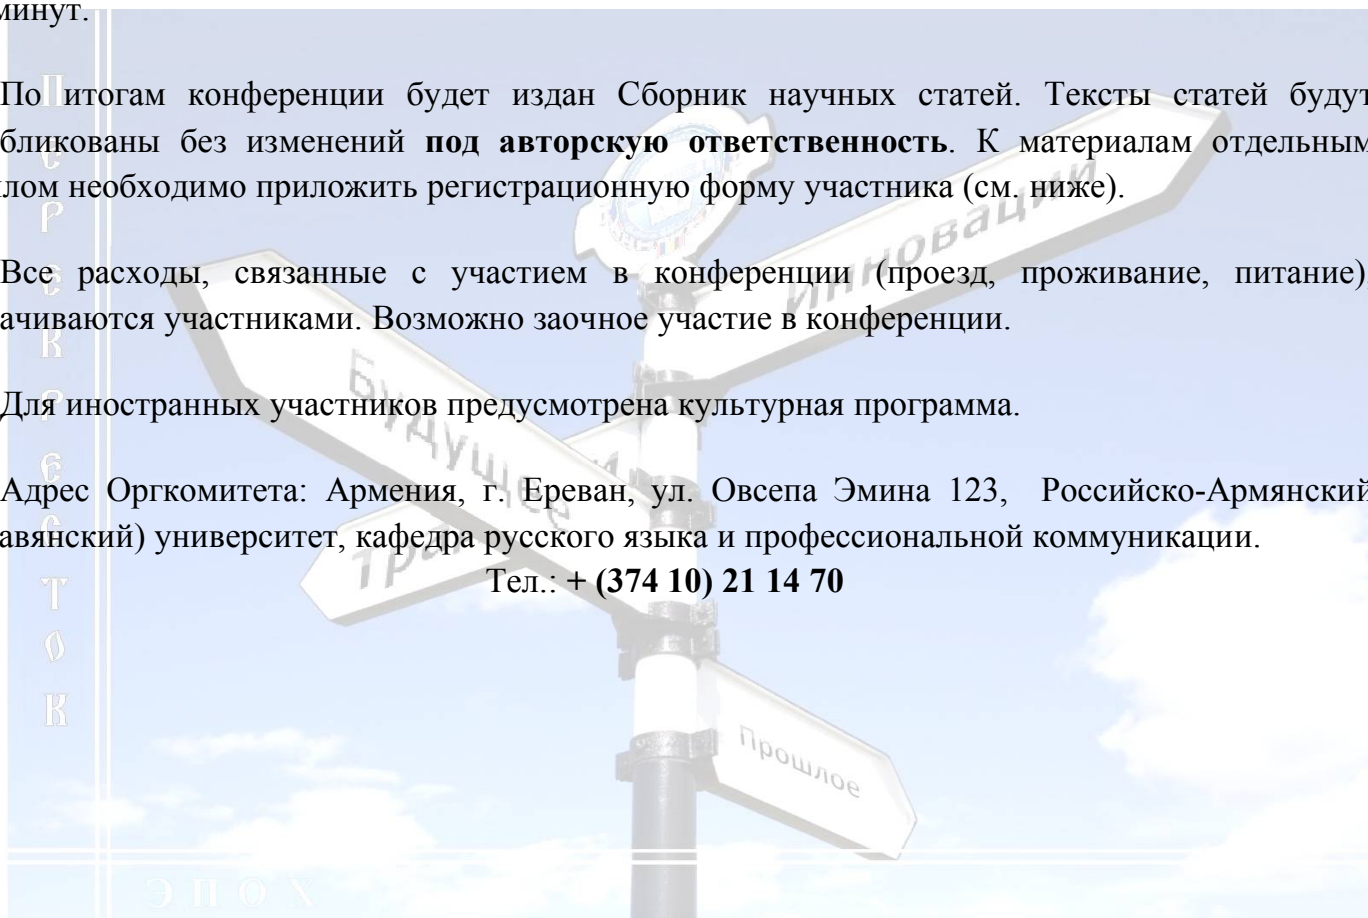 минут.
По итогам конференции будет издан Сборник научных статей. Тексты статей будут
бликованы без изменений под авторскую ответственность. К материалам отдельным
лом необходимо приложить регистрационную форму участника (см. ниже).
Все расходы, связанные с участием в конференции (проезд, проживание, питание)
ачиваются участниками. Возможно заочное участие в конференции.
Для иностранных участников предусмотрена культурная программа.
Адрес Оргкомитета: Армения, г. Ереван, ул. Овсепа Эмина 123, Российско-Армянский
авянский) университет, кафедра русского языка и профессиональной коммуникации.
Тел.: + (374 10) 21 14 70
Инновации
Будущее
Прошлое
ПЕРЕКРЕСТОК
ЭПОХ